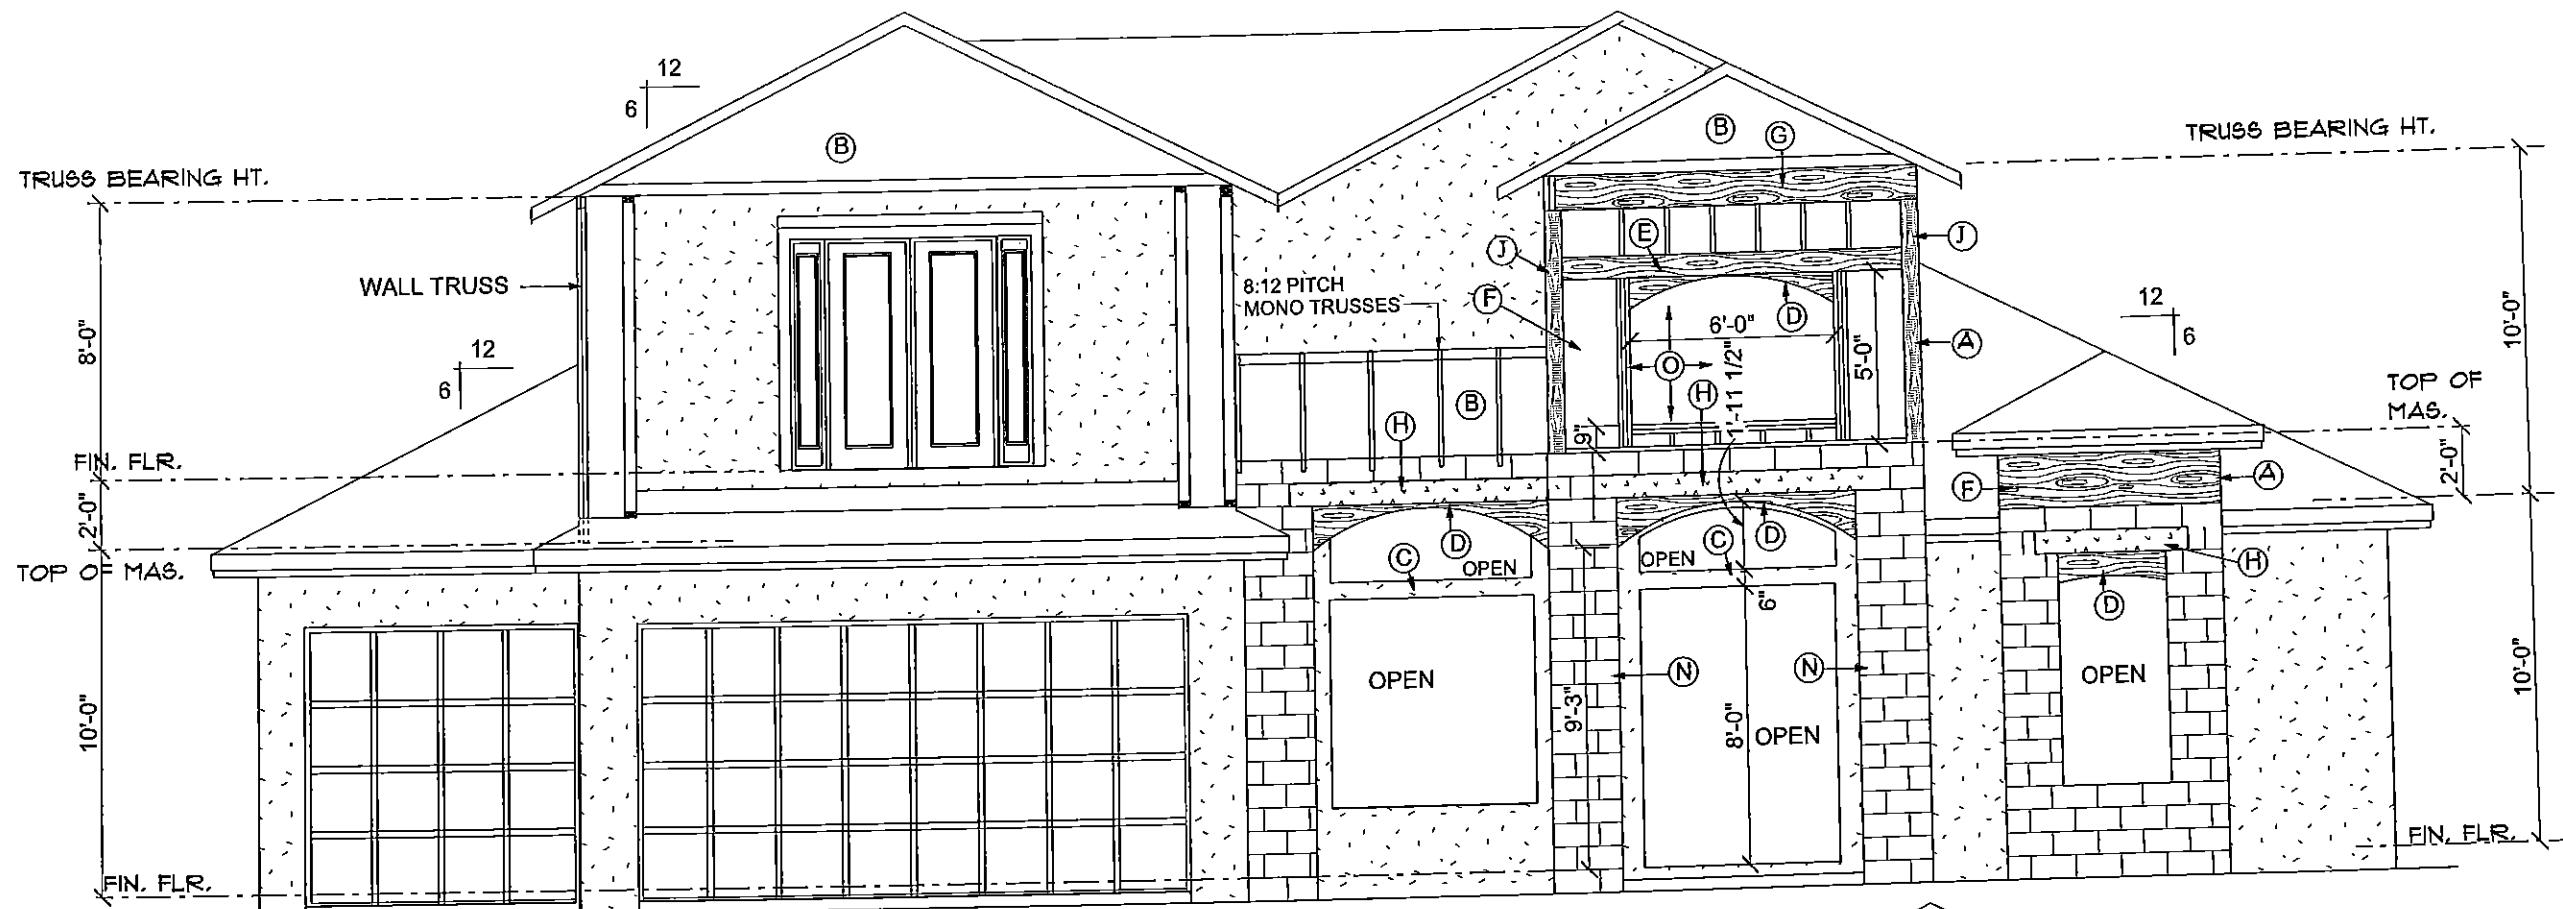 12
6
B
TRUSS BEARING HT.
WALL TRUSS
8'-0"
12
6
FIN. FLR.
2'-0"
TOP OF MAS.
10'-0"
FIN. FLR.
8:12 PITCH
MONO TRUSSES
B
H
B
G
TRUSS BEARING HT.
J
E
J
F
D
6'-0"
A
O
1'-11 1/2"
5'-0"
H
9"
12
6
10'-0"
TOP OF
MAS.
2'-0"
F
A
D
C
OPEN
OPEN
C
D
6"
H
D
OPEN
N
N
9'-3"
8'-0"
OPEN
OPEN
10'-0"
FIN. FLR.